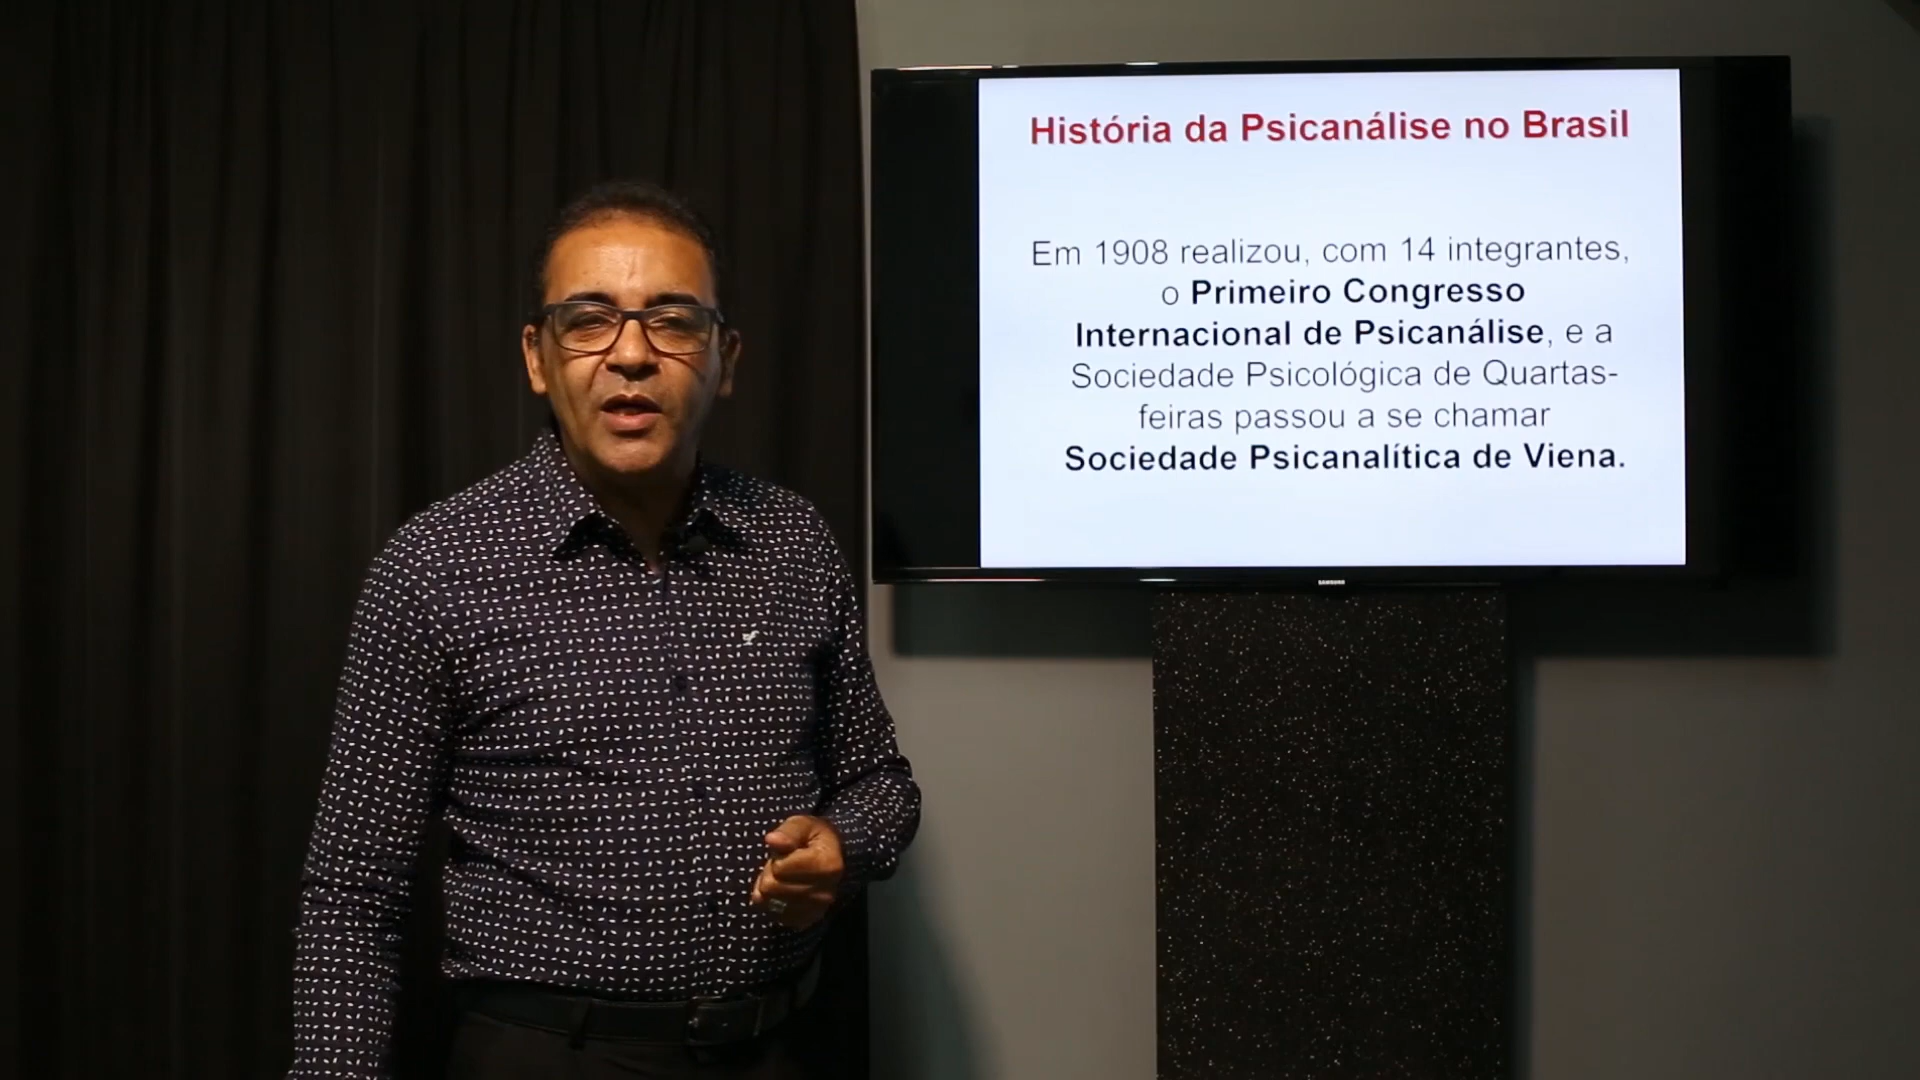 História da Psicanálise no Brasil
Em 1908 realizou, com 14 integrantes,
o Primeiro Congresso
Internacional de Psicanálise, e a
Sociedade Psicológica de Quartas-
feiras passou a se chamar
Sociedade Psicanalítica de Viena.
SAMSUNG